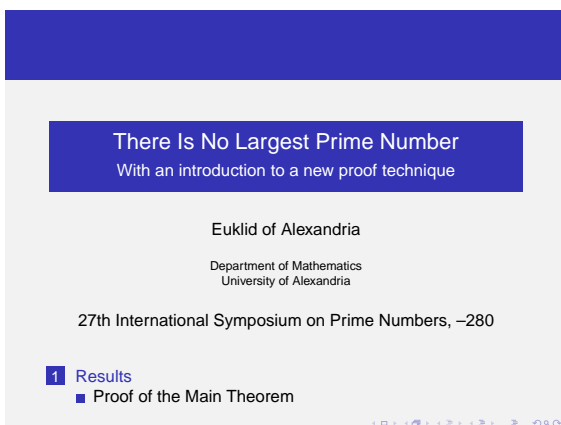 There Is No Largest Prime Number
With an introduction to a new proof technique
Euklid of Alexandria
Department of Mathematics
University of Alexandria
27th International Symposium on Prime Numbers, –280
1 Results
Proof of the Main Theorem